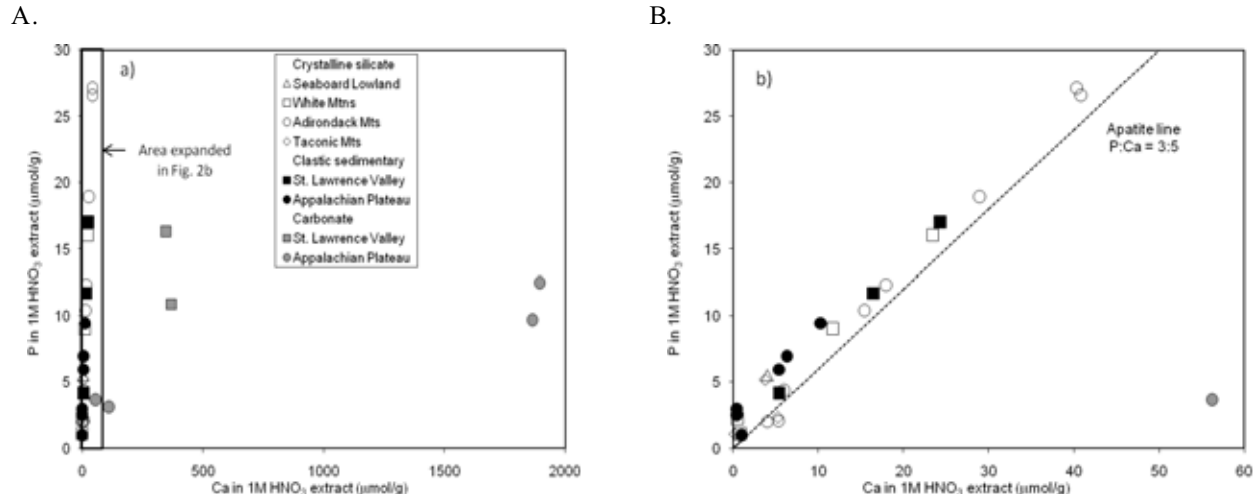 A.
B.
a)
Crystalline silicate
Seaboard Lowland
White Mtns
Adirondack Mts
Taconic Mts
Clastic sedimentary
St. Lawrence Valley
Appalachian Plateau
Carbonate
St. Lawrence Valley
Appalachian Plateau
Area expanded
in Fig. 2b
P in 1M HNO₃ extract (µmol/g)
30
25
20
15
10
5
0
0
500
1000
1500
2000
Ca in 1M HNO₃ extract (µmol/g)
b)
Apatite line
P:Ca = 3:5
P in 1M HNO₃ extract (µmol/g)
30
25
20
15
10
5
0
0
10
20
30
40
50
60
Ca in 1M HNO₃ extract (µmol/g)